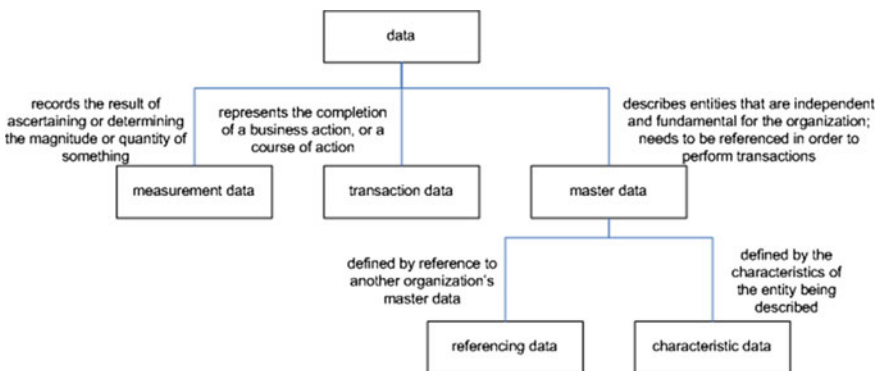 data
records the result of
ascertaining or determining
the magnitude or quantity of
something
represents the completion
of a business action, or a
course of action
describes entities that are independent
and fundamental for the organization;
needs to be referenced in order to
perform transactions
measurement data
transaction data
master data
defined by reference to
another organization's
master data
defined by the
characteristics of
the entity being
described
referencing data
characteristic data